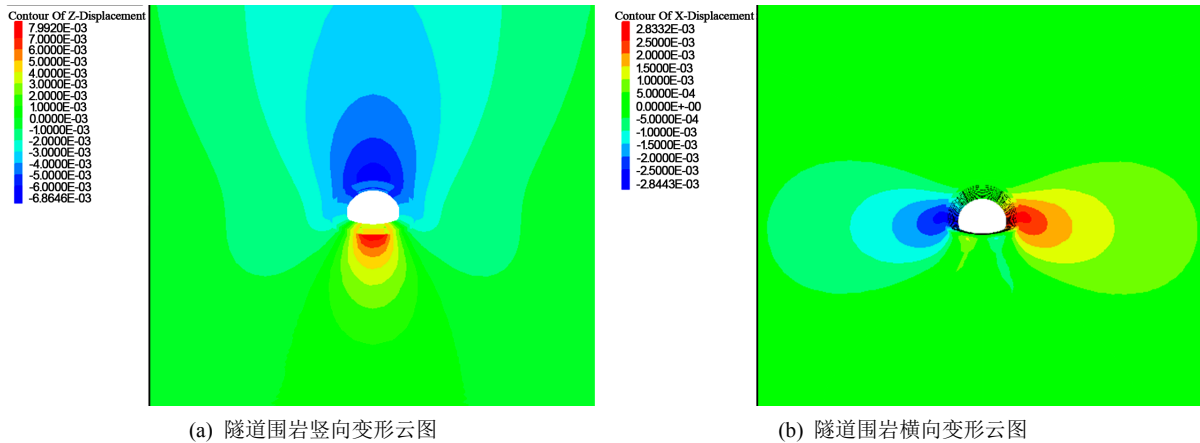 Contour Of Z-Displacement
7.9920E-03
7.0000E-03
6.0000E-03
5.0000E-03
4.0000E-03
3.0000E-03
2.0000E-03
1.0000E-03
0.0000E-03
-1.0000E-03
-2.0000E-03
-3.0000E-03
-4.0000E-03
-5.0000E-03
-6.0000E-03
-6.8646E-03
(a) 隧道围岩竖向变形云图
Contour Of X-Displacement
2.8332E-03
2.5000E-03
2.0000E-03
1.5000E-03
1.0000E-03
5.0000E-04
0.0000E+-00
-5.0000E-04
-1.0000E-03
-1.5000E-03
-2.0000E-03
-2.5000E-03
-2.8443E-03
(b) 隧道围岩横向变形云图